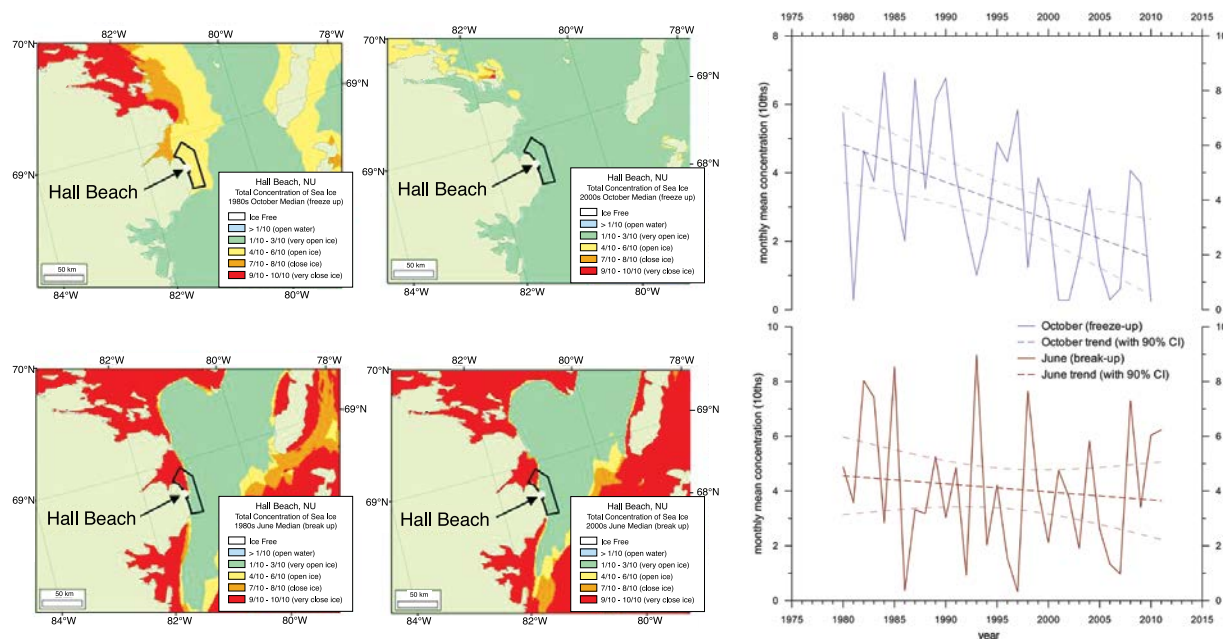 82°W
80°W
70°N
69°N
69°N
Hall Beach
Hall Beach, NU
Total Concentration of Sea Ice
1980s October Median (freeze up)
Ice Free
> 1/10 (open water)
1/10 - 3/10 (very open ice)
4/10 - 6/10 (open ice)
7/10 - 8/10 (close ice)
9/10 - 10/10 (very close ice)
50 km
84°W
82°W
80°W
82°W
80°W
70°N
69°N
68°N
69°N
Hall Beach
Hall Beach, NU
Total Concentration of Sea Ice
2000s October Median (freeze up)
Ice Free
> 1/10 (open water)
1/10 - 3/10 (very open ice)
4/10 - 6/10 (open ice)
7/10 - 8/10 (close ice)
9/10 - 10/10 (very close ice)
50 km
84°W
82°W
80°W
82°W
80°W
70°N
69°N
69°N
Hall Beach
Hall Beach, NU
Total Concentration of Sea Ice
1980s June Median (break up)
Ice Free
> 1/10 (open water)
1/10 - 3/10 (very open ice)
4/10 - 6/10 (open ice)
7/10 - 8/10 (close ice)
9/10 - 10/10 (very close ice)
50 km
84°W
82°W
80°W
82°W
80°W
70°N
69°N
68°N
69°N
Hall Beach
Hall Beach, NU
Total Concentration of Sea Ice
2000s June Median (break up)
Ice Free
> 1/10 (open water)
1/10 - 3/10 (very open ice)
4/10 - 6/10 (open ice)
7/10 - 8/10 (close ice)
9/10 - 10/10 (very close ice)
50 km
84°W
82°W
80°W
1975 1980 1985 1990 1995 2000 2005 2010 2015
8
6
4
2
monthly mean concentration (10ths)
10
8
6
4
2
0
October (freeze-up)
October trend (with 90% CI)
June (break-up)
June trend (with 90% CI)
10
8
6
4
2
0
monthly mean concentration (10ths)
10
8
6
4
2
0
1975 1980 1985 1990 1995 2000 2005 2010 2015
year